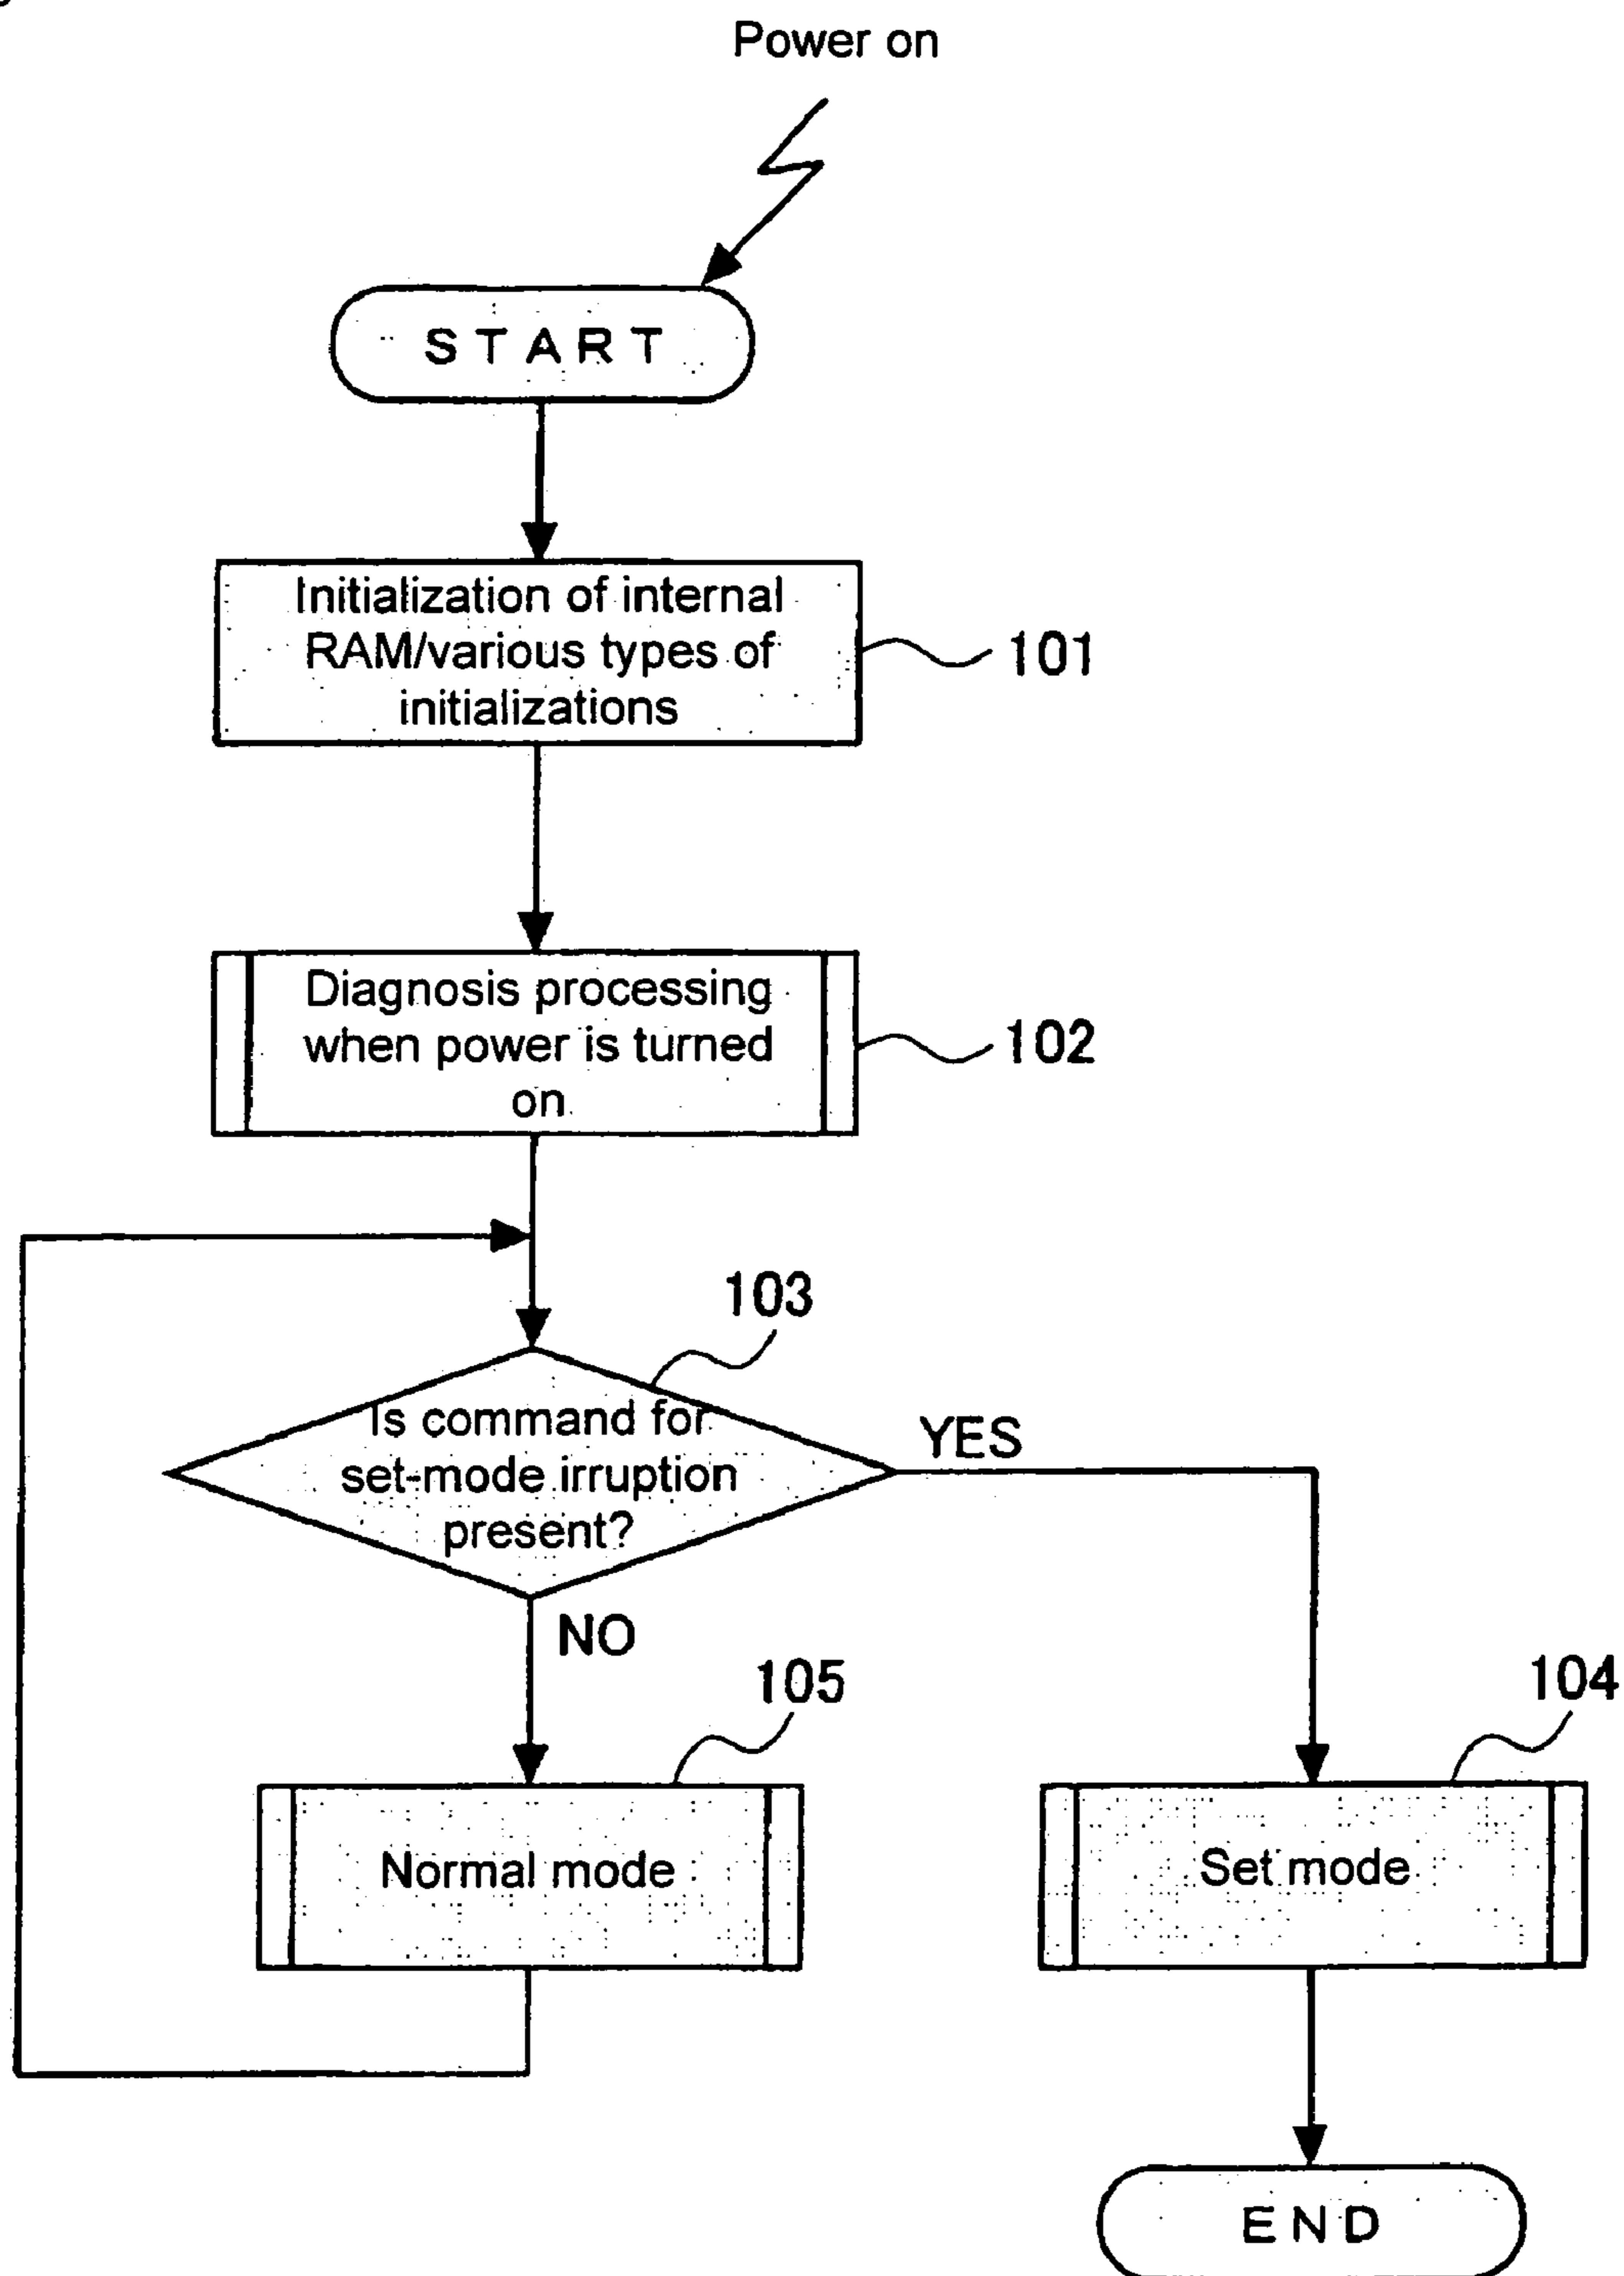 Power on
START
Initialization of internal
RAM/various types of
initializations
101
Diagnosis processing
when power is turned
on
102
103
Is command for
set-mode irruption
present?
YES
NO
105
104
Normal mode
Set mode
END